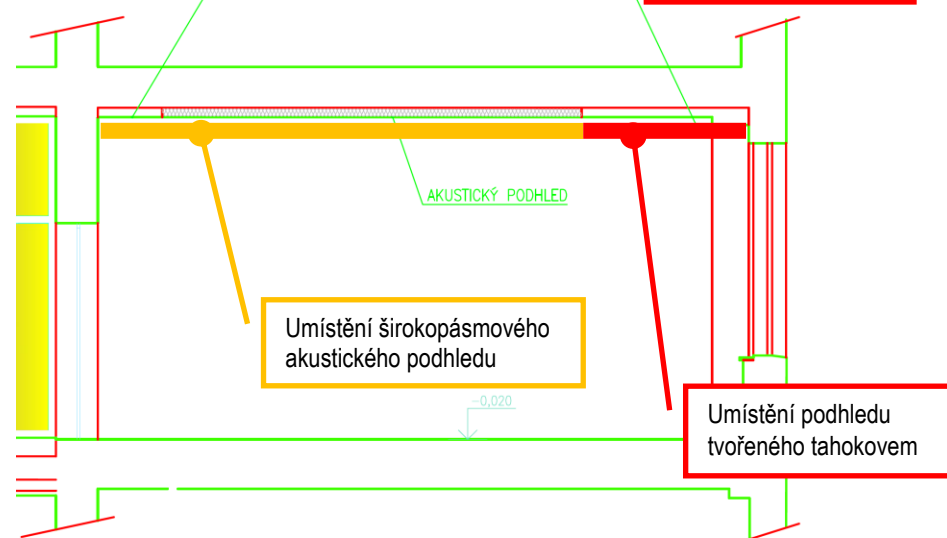 AKUSTICKÝ PODHLED
Umístění širokopásmového
akustického podhledu
-0,020
Umístění podhledu
tvořeného tahokovem